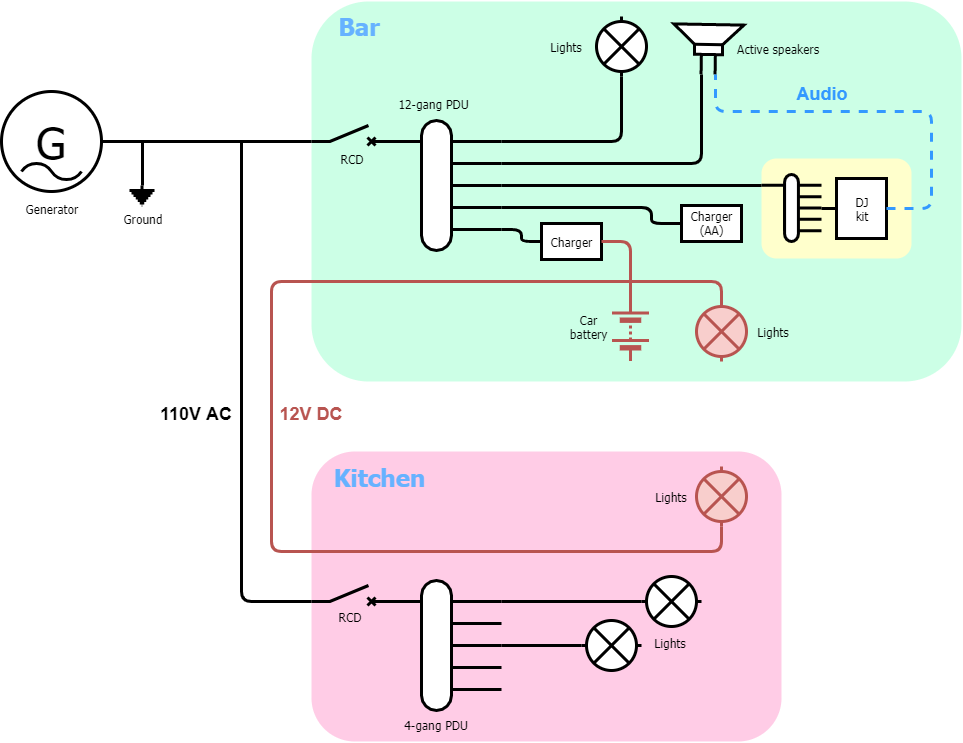 Bar
Lights
Active speakers
Audio
12-gang PDU
G
Generator
Ground
RCD
DJ
kit
Charger
(AA)
Charger
Car
battery
Lights
110V AC
12V DC
Kitchen
Lights
RCD
Lights
4-gang PDU